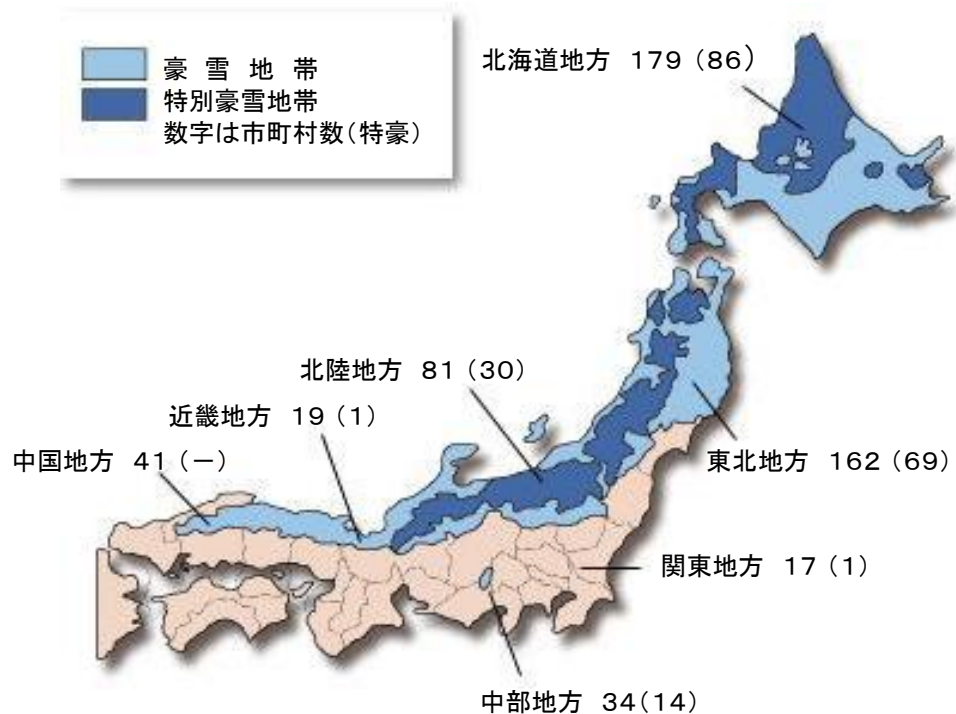 豪 雪 地 帯
特別豪雪地帯
数字は市町村数(特豪)
北海道地方 179(86)
北陸地方 81(30)
近畿地方 19(1)
中国地方 41(－)
東北地方 162(69)
関東地方 17(1)
中部地方 34(14)